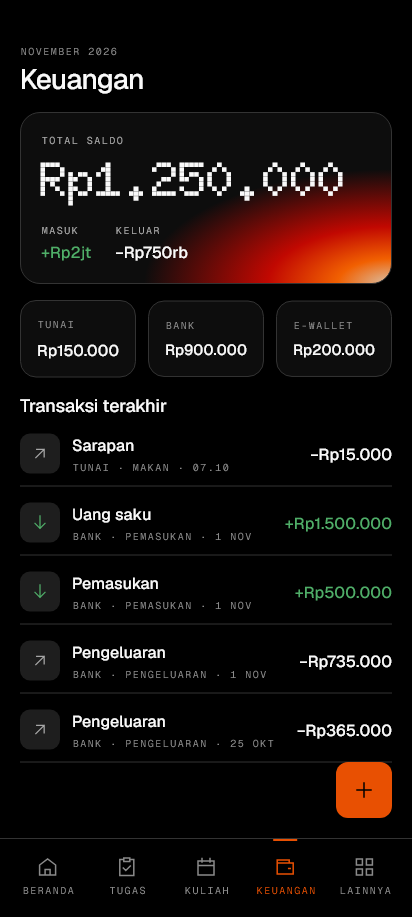 NOVEMBER 2026
Keuangan
TOTAL SALDO
Rp1.250.000
MASUK KELUAR
+Rp2jt −Rp750rb
TUNAI BANK E-WALLET
Rp150.000 Rp900.000 Rp200.000
Transaksi terakhir
Sarapan −Rp15.000
TUNAI · MAKAN · 07.10
Uang saku +Rp1.500.000
BANK · PEMASUKAN · 1 NOV
Pemasukan +Rp500.000
BANK · PEMASUKAN · 1 NOV
Pengeluaran −Rp735.000
BANK · PENGELUARAN · 1 NOV
Pengeluaran −Rp365.000
BANK · PENGELUARAN · 25 OKT
BERANDA TUGAS KULIAH KEUANGAN LAINNYA